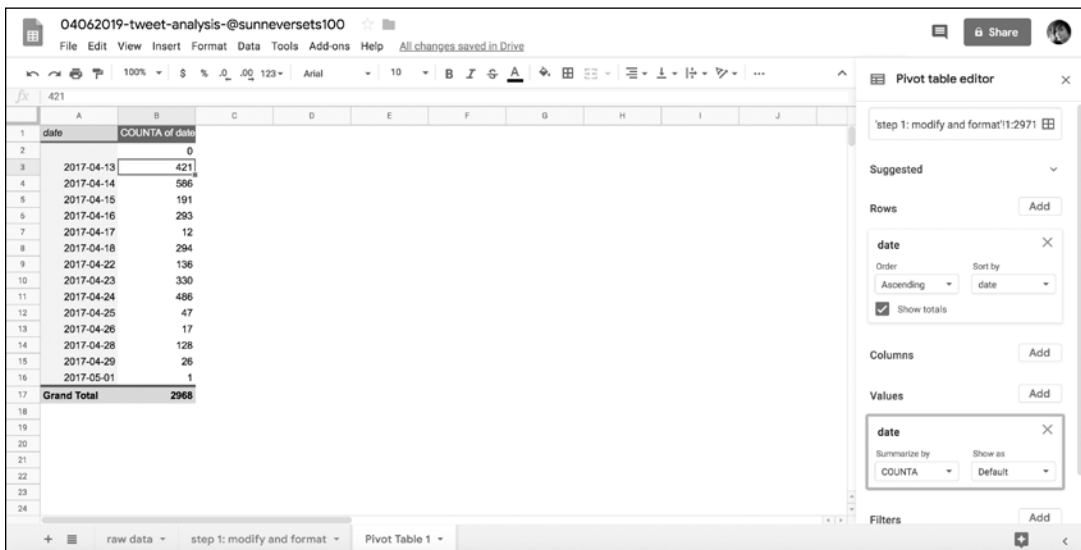 04062019-tweet-analysis-@sunneversets100
File Edit View Insert Format Data Tools Add-ons Help All changes saved in Drive
Share
100% $ % .0 .00 123 Arial 10 B I S A
Pivot table editor
fx 421
'step 1: modify and format'!1:2971
A B C D E F G H I J
1 date COUNTA of date
2 0
3 2017-04-13 421
4 2017-04-14 586
5 2017-04-15 191
6 2017-04-16 293
7 2017-04-17 12
8 2017-04-18 294
9 2017-04-22 136
10 2017-04-23 330
11 2017-04-24 486
12 2017-04-25 47
13 2017-04-26 17
14 2017-04-28 128
15 2017-04-29 26
16 2017-05-01 1
17 Grand Total 2968
18
19
20
21
22
23
24
Suggested
Rows Add
date
Order Sort by
Ascending date
Show totals
Columns Add
Values Add
date
Summarize by Show as
COUNTA Default
Filters Add
raw data step 1: modify and format Pivot Table 1